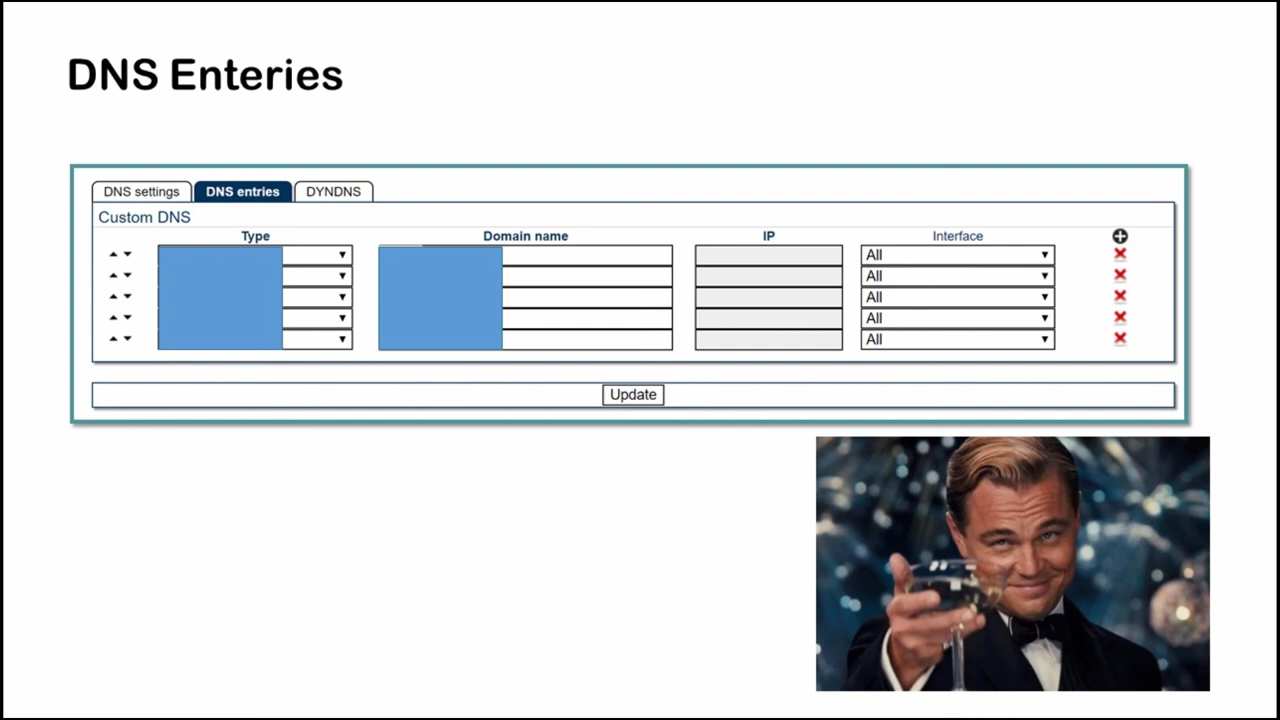 DNS Enteries
DNS settings DNS entries DYNDNS
Custom DNS
Type Domain name IP Interface
All
All
All
All
All
Update